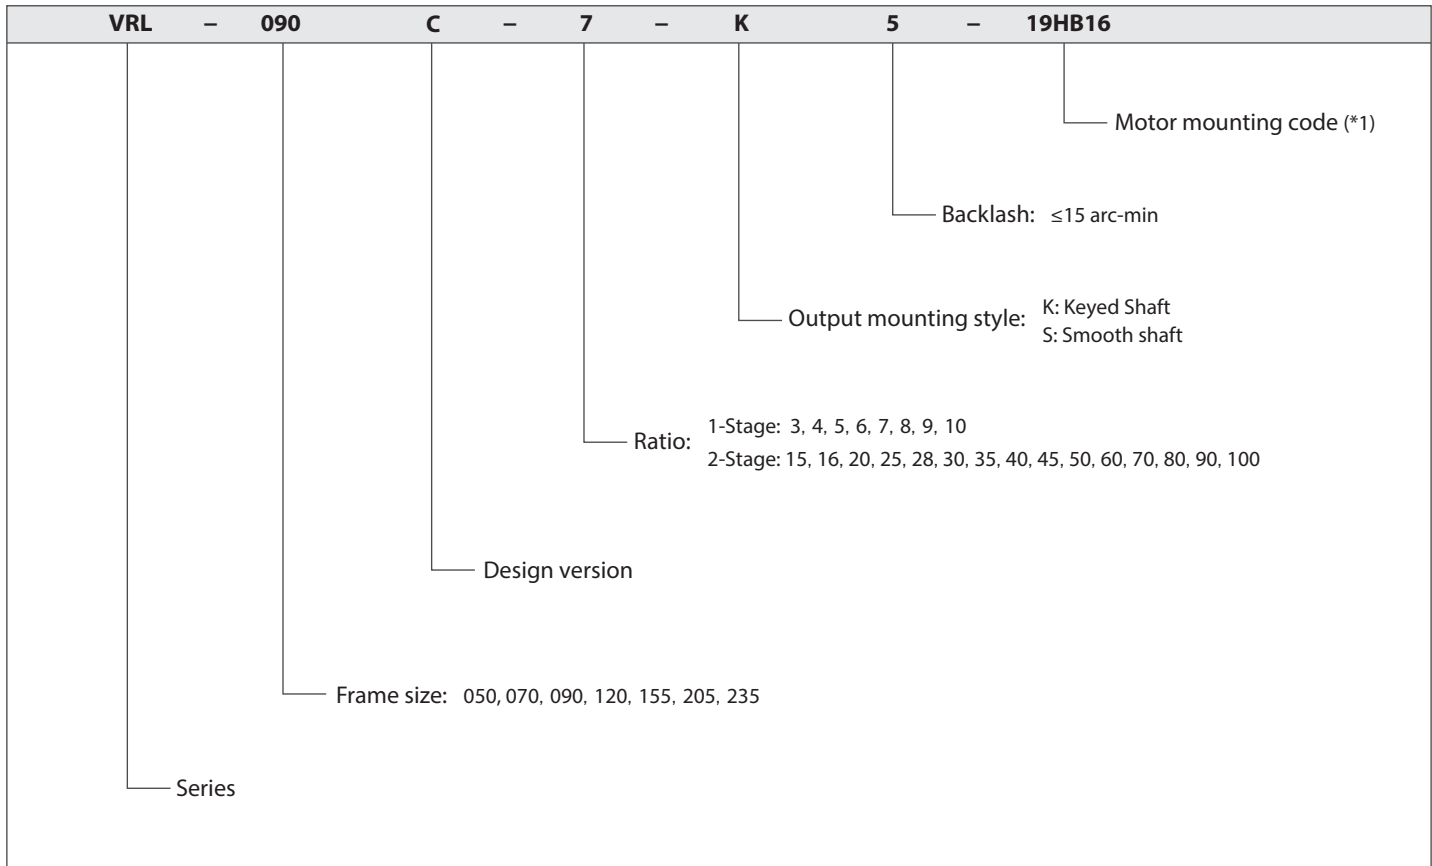 VRL – 090 C – 7 – K 5 – 19HB16
Motor mounting code (*1)
Backlash: ≤15 arc-min
Output mounting style: K: Keyed Shaft
S: Smooth shaft
Ratio: 1-Stage: 3, 4, 5, 6, 7, 8, 9, 10
2-Stage: 15, 16, 20, 25, 28, 30, 35, 40, 45, 50, 60, 70, 80, 90, 100
Design version
Frame size: 050, 070, 090, 120, 155, 205, 235
Series